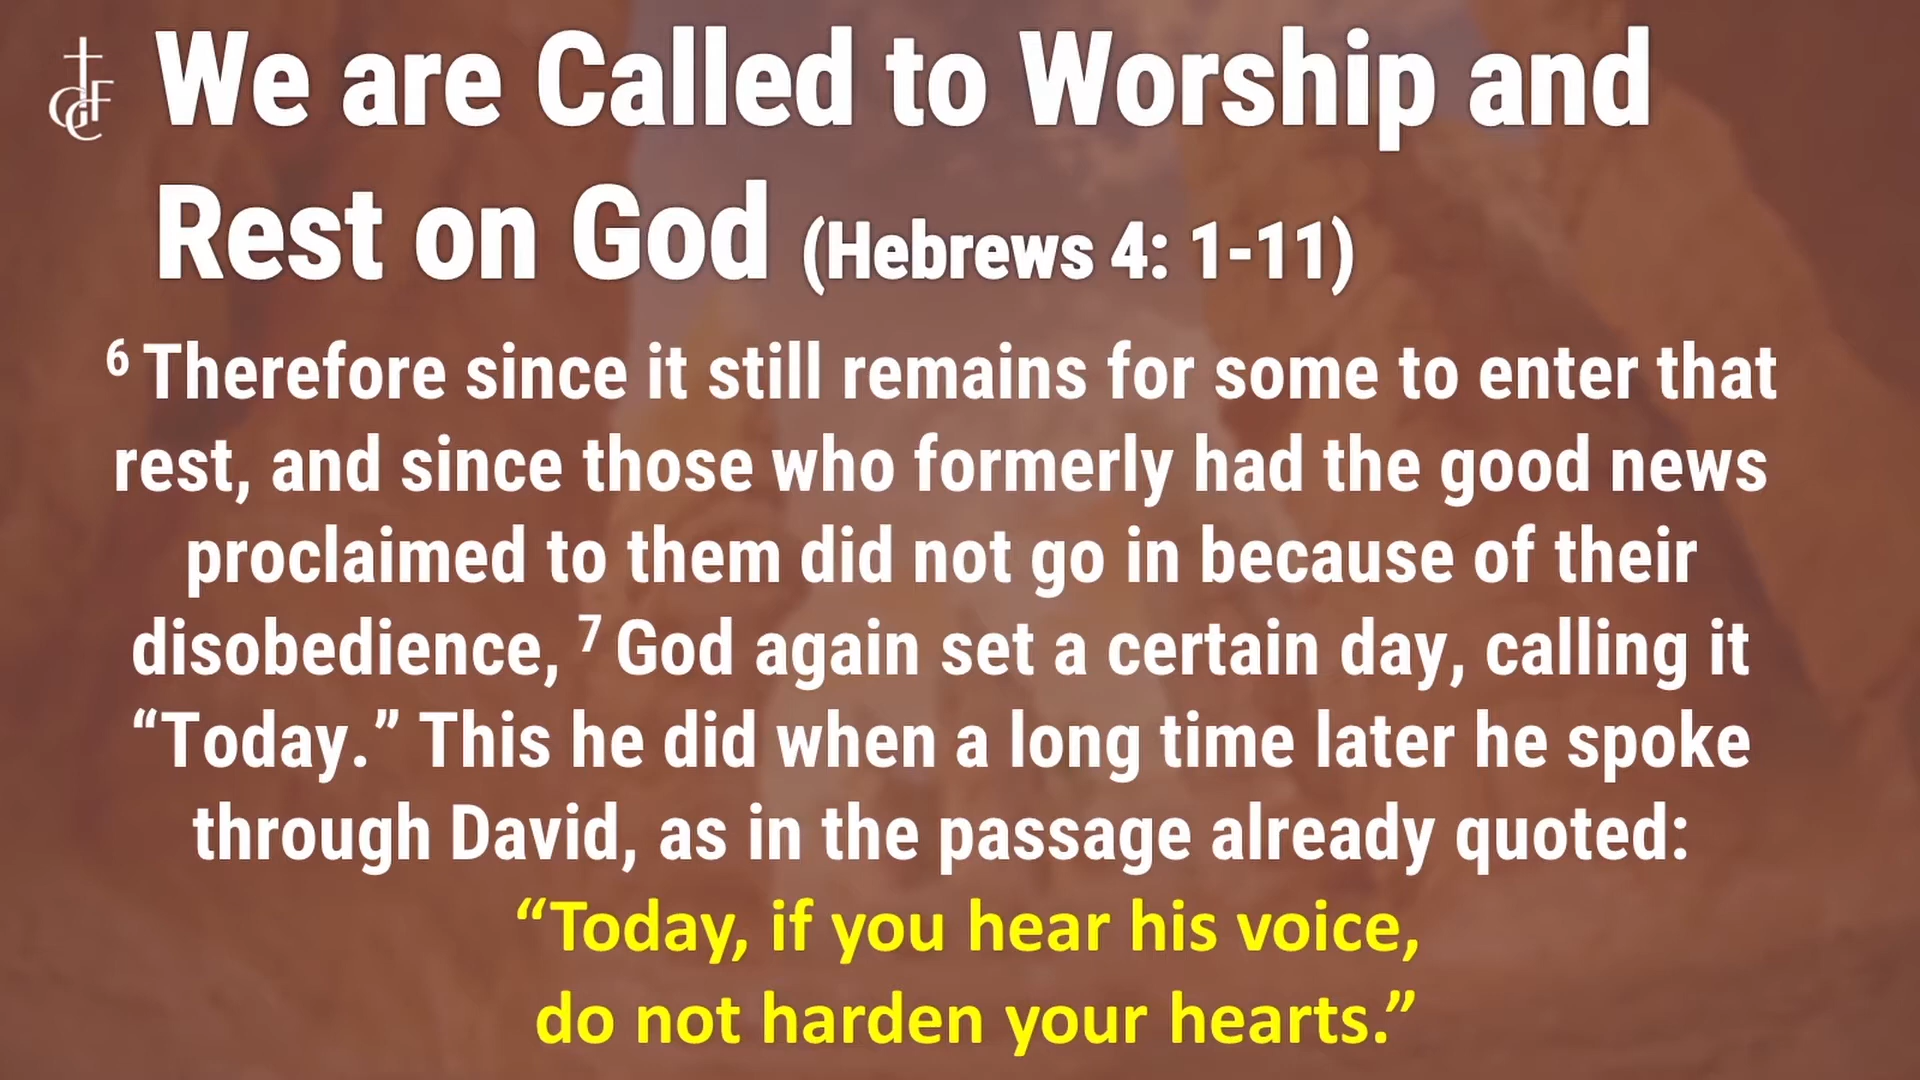 We are Called to Worship and
Rest on God (Hebrews 4: 1-11)
⁶ Therefore since it still remains for some to enter that
rest, and since those who formerly had the good news
proclaimed to them did not go in because of their
disobedience, ⁷ God again set a certain day, calling it
“Today.” This he did when a long time later he spoke
through David, as in the passage already quoted:
“Today, if you hear his voice,
do not harden your hearts.”